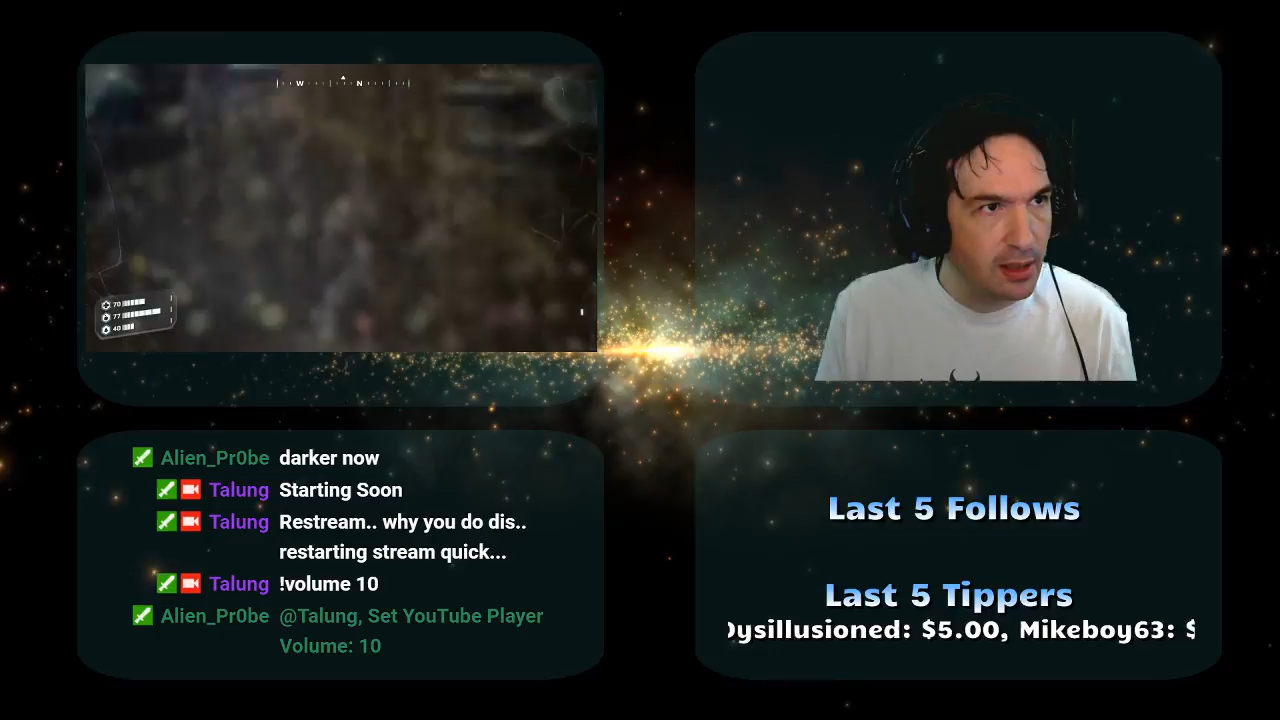 W N
70
77
40
Alien_Pr0be darker now
Talung Starting Soon
Talung Restream.. why you do dis..
restarting stream quick...
Talung !volume 10
Alien_Pr0be @Talung, Set YouTube Player
Volume: 10
Last 5 Follows
Last 5 Tippers
Dysillusioned: $5.00, Mikeboy63: $